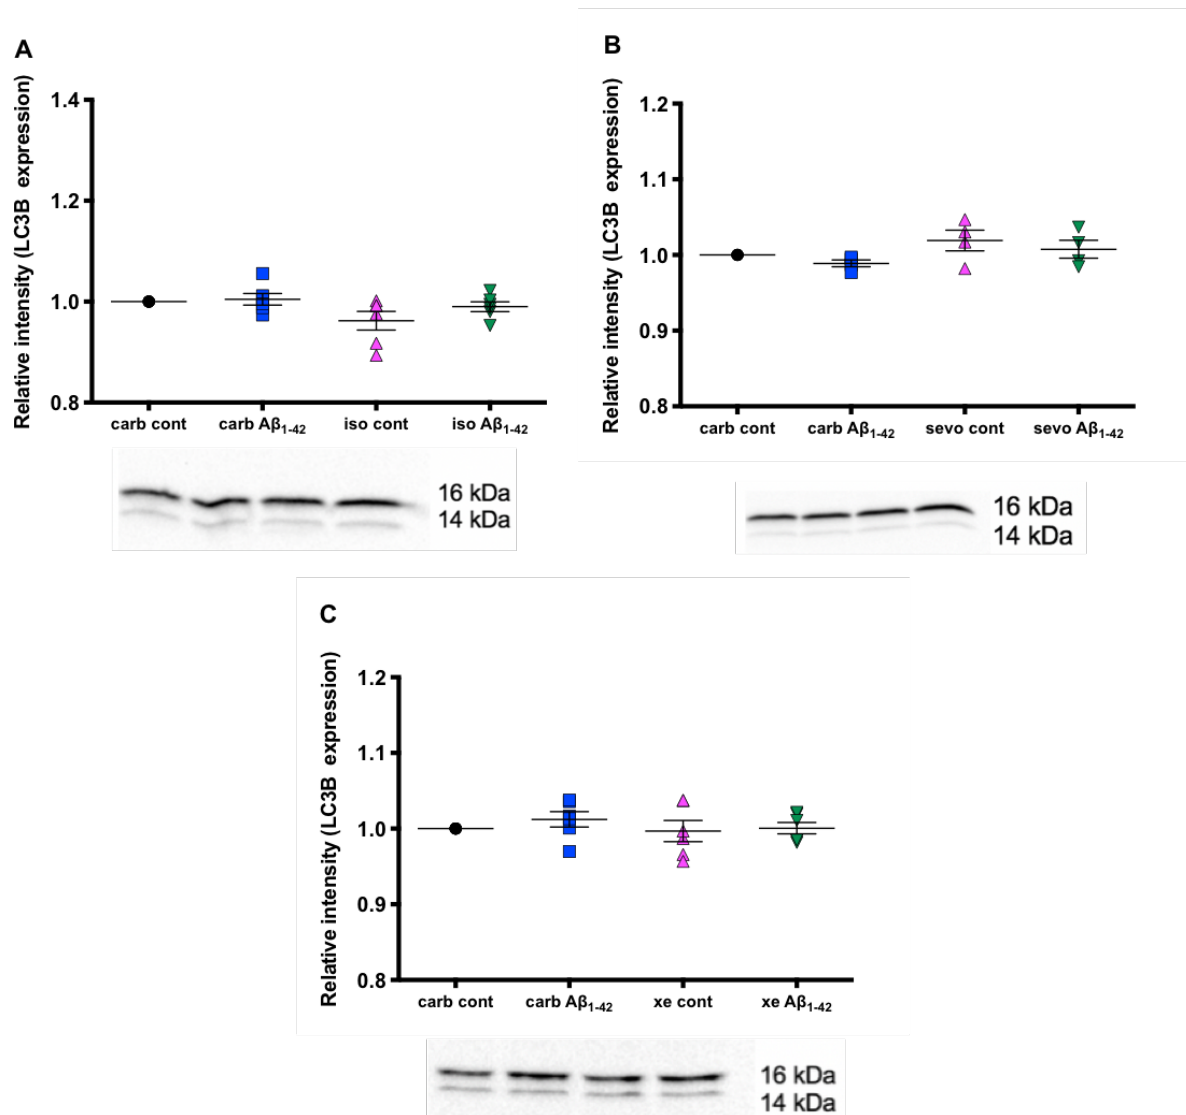 A
Relative intensity (LC3B expression)
1.4
1.2
1.0
0.8
carb cont carb Aβ₁₋₄₂ iso cont iso Aβ₁₋₄₂
16 kDa
14 kDa
B
Relative intensity (LC3B expression)
1.2
1.1
1.0
0.9
0.8
carb cont carb Aβ₁₋₄₂ sevo cont sevo Aβ₁₋₄₂
16 kDa
14 kDa
C
Relative intensity (LC3B expression)
1.2
1.1
1.0
0.9
0.8
carb cont carb Aβ₁₋₄₂ xe cont xe Aβ₁₋₄₂
16 kDa
14 kDa